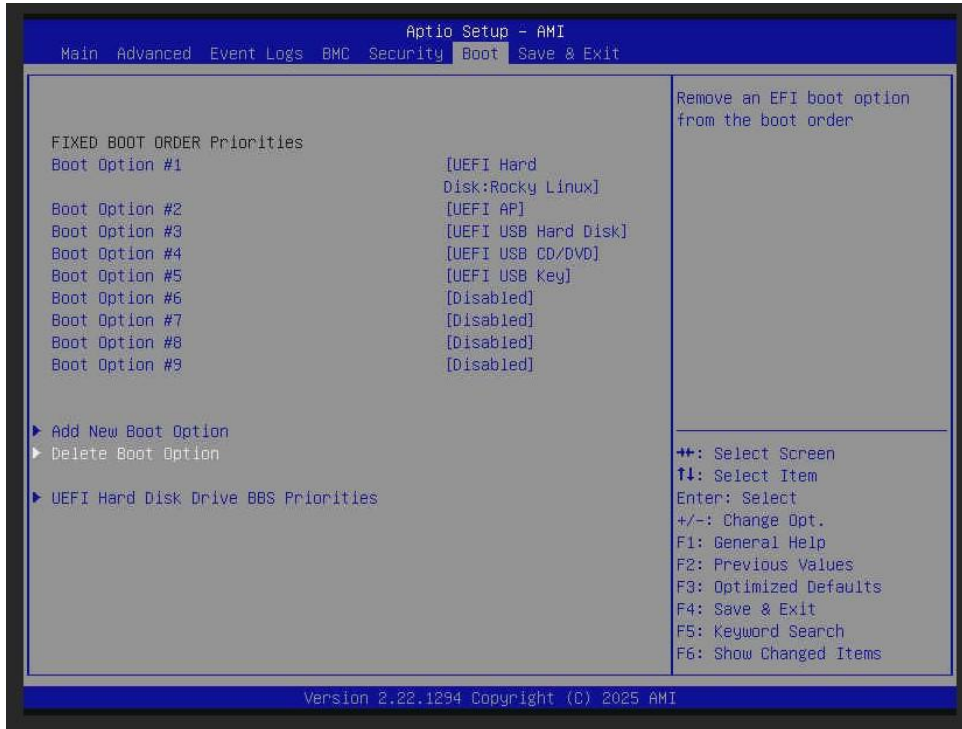 Aptio Setup - AMI
Main Advanced Event Logs BMC Security Boot Save & Exit
FIXED BOOT ORDER Priorities
Boot Option #1 [UEFI Hard
Disk:Rocky Linux]
Boot Option #2 [UEFI AP]
Boot Option #3 [UEFI USB Hard Disk]
Boot Option #4 [UEFI USB CD/DVD]
Boot Option #5 [UEFI USB Key]
Boot Option #6 [Disabled]
Boot Option #7 [Disabled]
Boot Option #8 [Disabled]
Boot Option #9 [Disabled]
Add New Boot Option
Delete Boot Option
UEFI Hard Disk Drive BBS Priorities
Remove an EFI boot option
from the boot order
→←: Select Screen
↑↓: Select Item
Enter: Select
+/-: Change Opt.
F1: General Help
F2: Previous Values
F3: Optimized Defaults
F4: Save & Exit
F5: Keyword Search
F6: Show Changed Items
Version 2.22.1294 Copyright (C) 2025 AMI